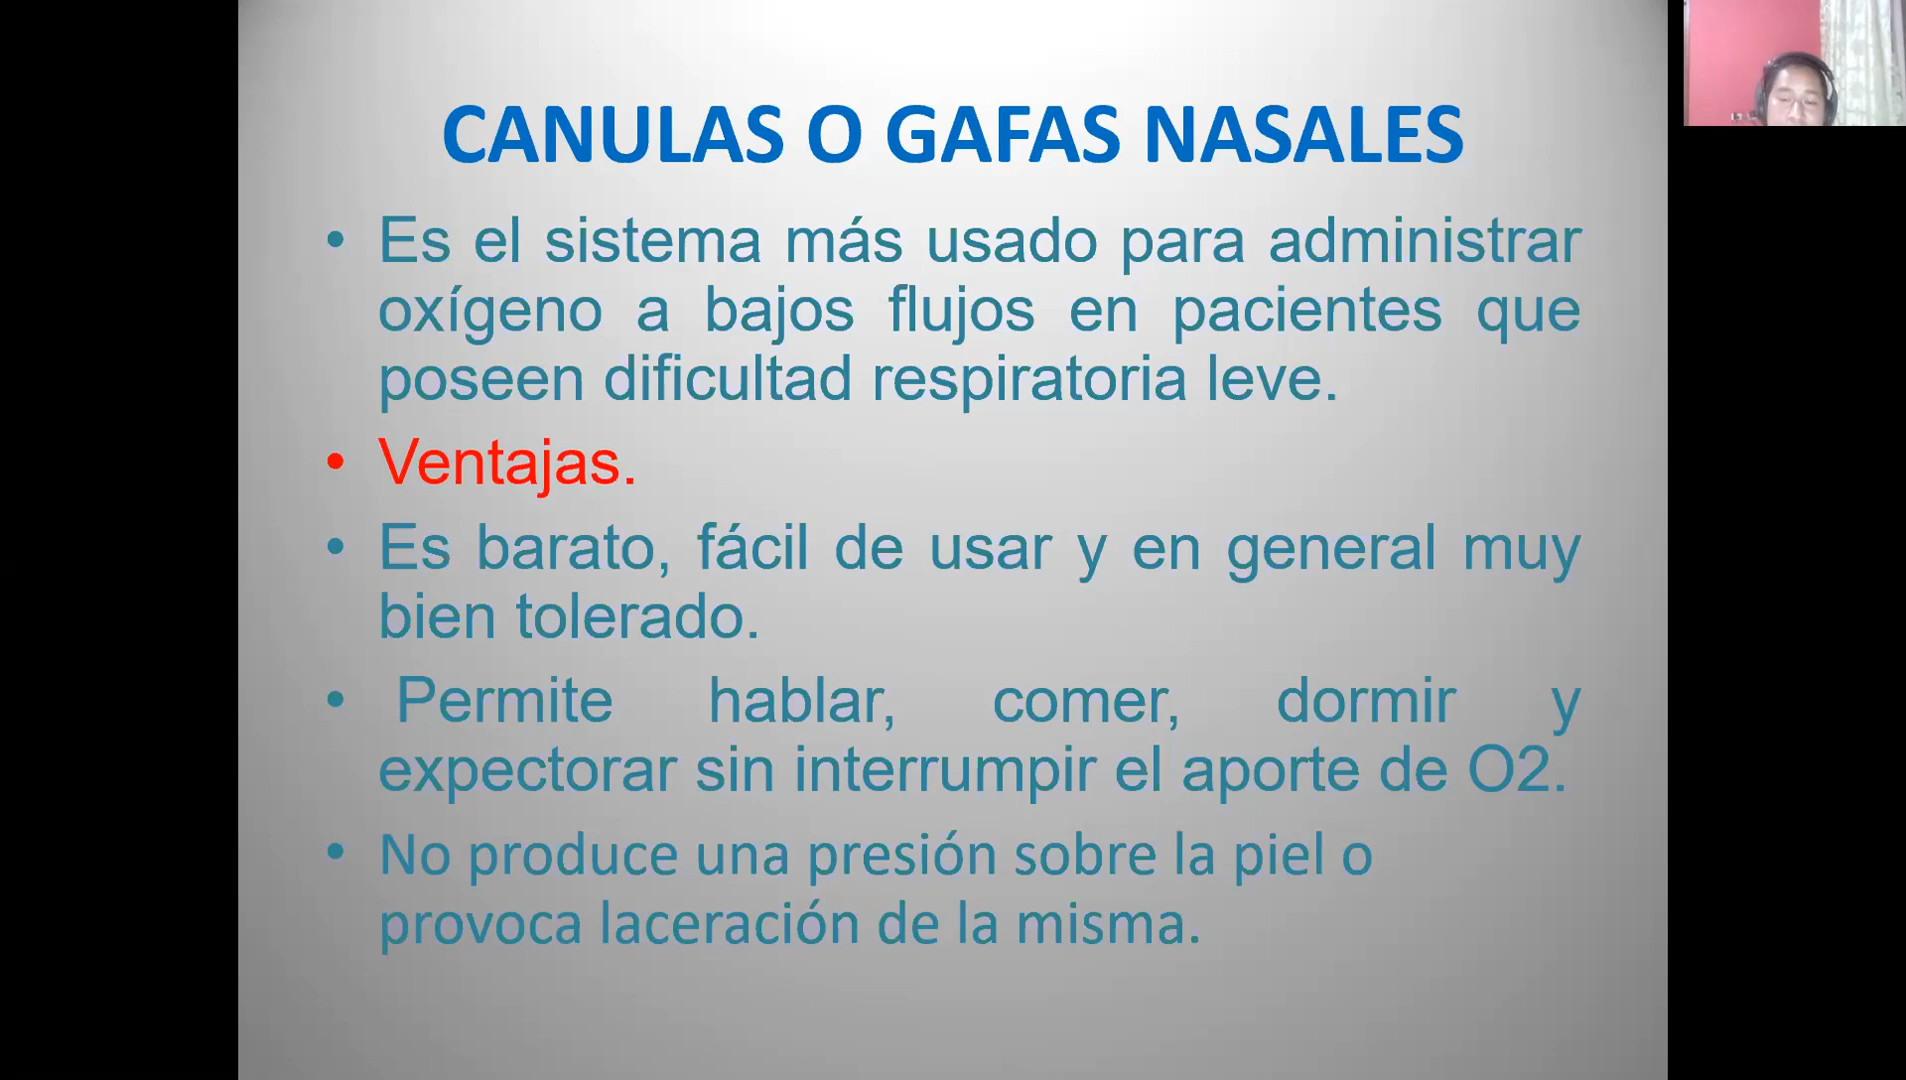 CANULAS O GAFAS NASALES
• Es el sistema más usado para administrar
oxígeno a bajos flujos en pacientes que
poseen dificultad respiratoria leve.
• Ventajas.
• Es barato, fácil de usar y en general muy
bien tolerado.
• Permite hablar, comer, dormir y
expectorar sin interrumpir el aporte de O2.
• No produce una presión sobre la piel o
provoca laceración de la misma.